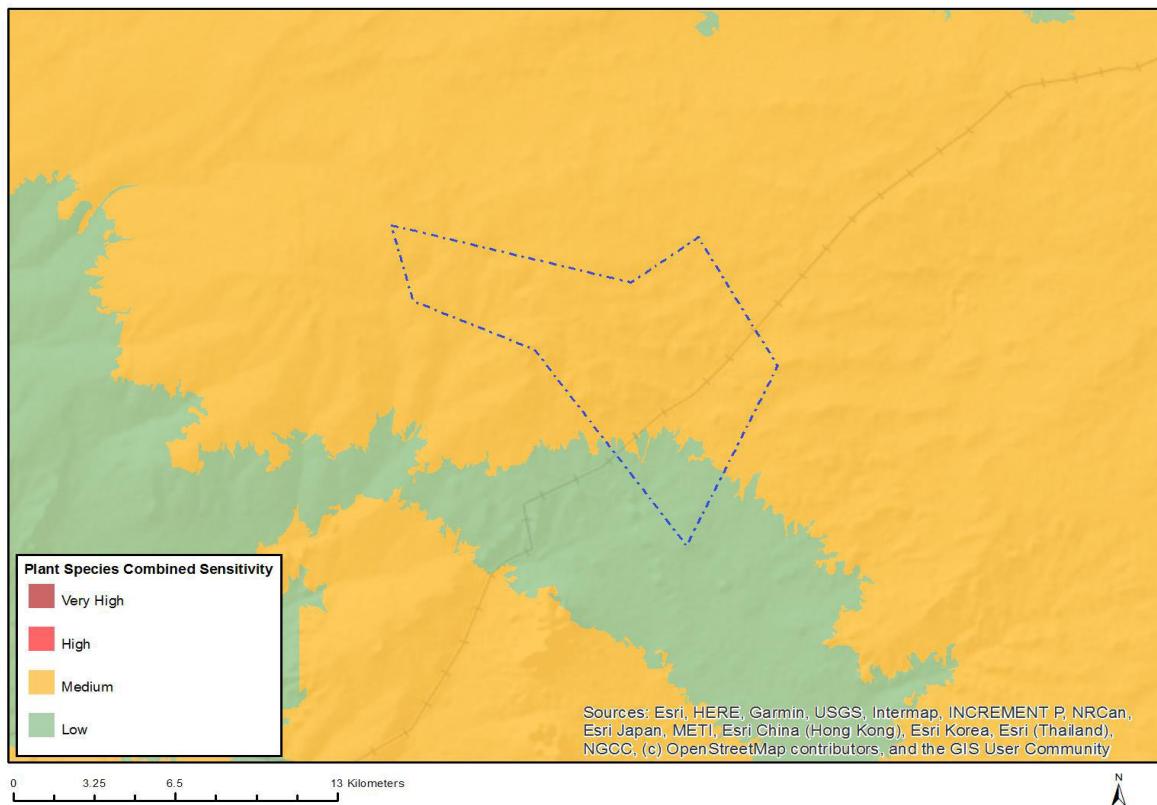 Plant Species Combined Sensitivity
Very High
High
Medium
Low
Sources: Esri, HERE, Garmin, USGS, Intermap, INCREMENT P, NRCan,
Esri Japan, METI, Esri China (Hong Kong), Esri Korea, Esri (Thailand),
NGCC, (c) OpenStreetMap contributors, and the GIS User Community
0 3.25 6.5 13 Kilometers
N